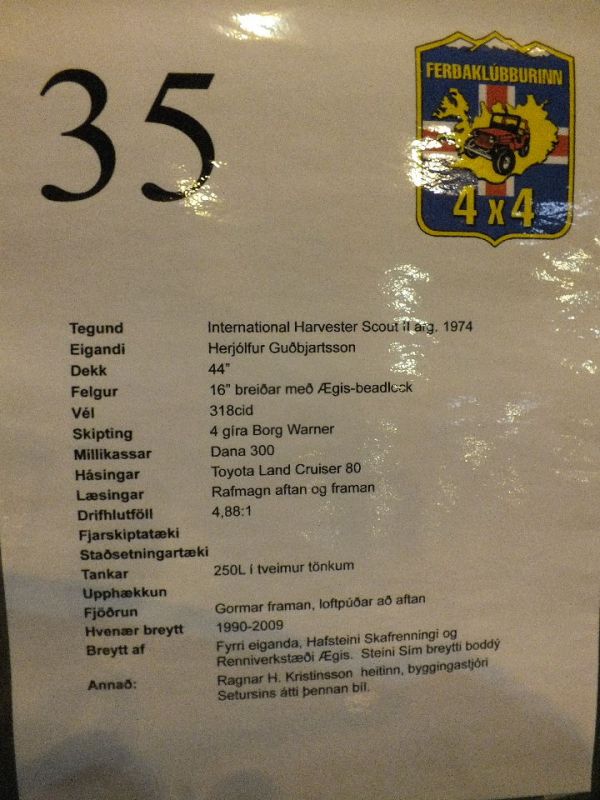 35
FERÐAKLÚBBURINN
4x4
Tegund International Harvester Scout II árg. 1974
Eigandi Herjólfur Guðbjartsson
Dekk 44”
Felgur 16” breiðar með Ægis-beadlock
Vél 318cid
Skipting 4 gíra Borg Warner
Millikassar Dana 300
Hásingar Toyota Land Cruiser 80
Læsingar Rafmagn aftan og framan
Drifhlutföll 4,88:1
Fjarskiptatæki
Staðsetningartæki
Tankar 250L í tveimur tönkum
Upphækkun
Fjöðrun Gormar framan, loftpúðar að aftan
Hvenær breytt 1990-2009
Breytt af Fyrri eiganda, Hafsteini Skafrenningi og
Renniverkstæði Ægis. Steini Sím breytti boddý
Annað: Ragnar H. Kristinsson heitinn, byggingastjóri
Setursins átti þennan bíl.